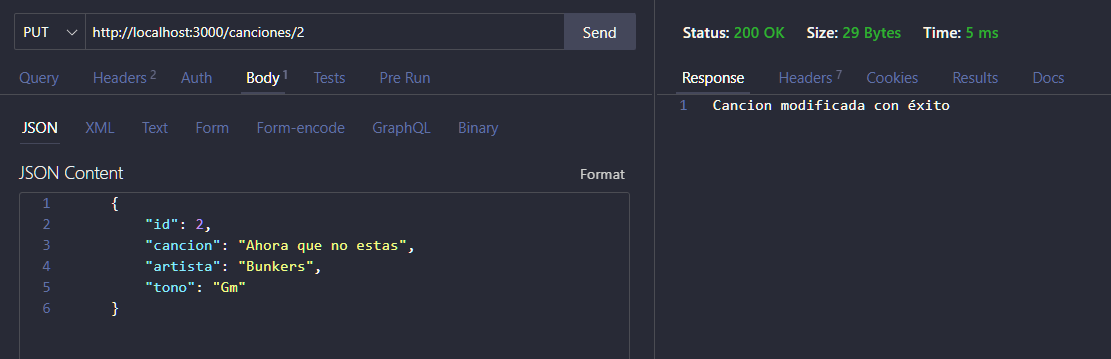 PUT http://localhost:3000/canciones/2 Send
Query Headers 2 Auth Body 1 Tests Pre Run
JSON XML Text Form Form-encode GraphQL Binary
JSON Content Format
1 {
2 "id": 2,
3 "cancion": "Ahora que no estas",
4 "artista": "Bunkers",
5 "tono": "Gm"
6 }
Status: 200 OK Size: 29 Bytes Time: 5 ms
Response Headers 7 Cookies Results Docs
1 Cancion modificada con éxito